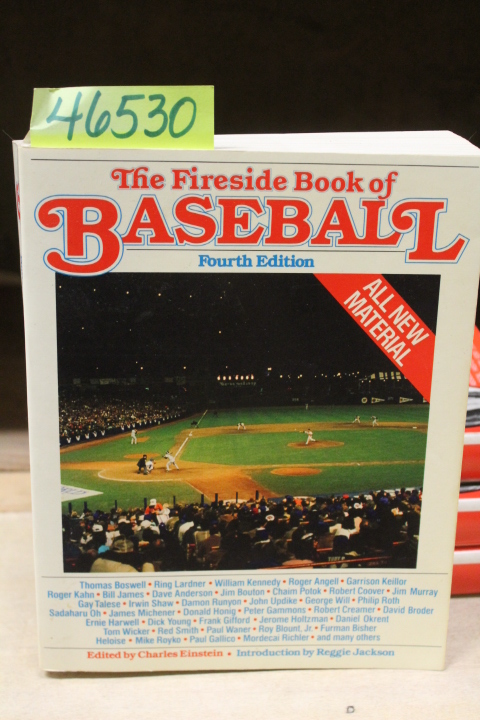 46530
The Fireside Book of
BASEBALL
Fourth Edition
ALL NEW
MATERIAL
Thomas Boswell • Ring Lardner • William Kennedy • Roger Angell • Garrison Keillor
Roger Kahn • Bill James • Dave Anderson • Jim Bouton • Chaim Potok • Robert Coover • Jim Murray
Gay Talese • Irwin Shaw • Damon Runyon • John Updike • George Will • Philip Roth
Sadaharu Oh • James Michener • Donald Honig • Peter Gammons • Robert Creamer • David Broder
Ernie Harwell • Dick Young • Frank Gifford • Jerome Holtzman • Daniel Okrent
Tom Wicker • Red Smith • Paul Waner • Roy Blount, Jr. • Furman Bisher
Heloise • Mike Royko • Paul Gallico • Mordecai Richler • and many others
Edited by Charles Einstein • Introduction by Reggie Jackson